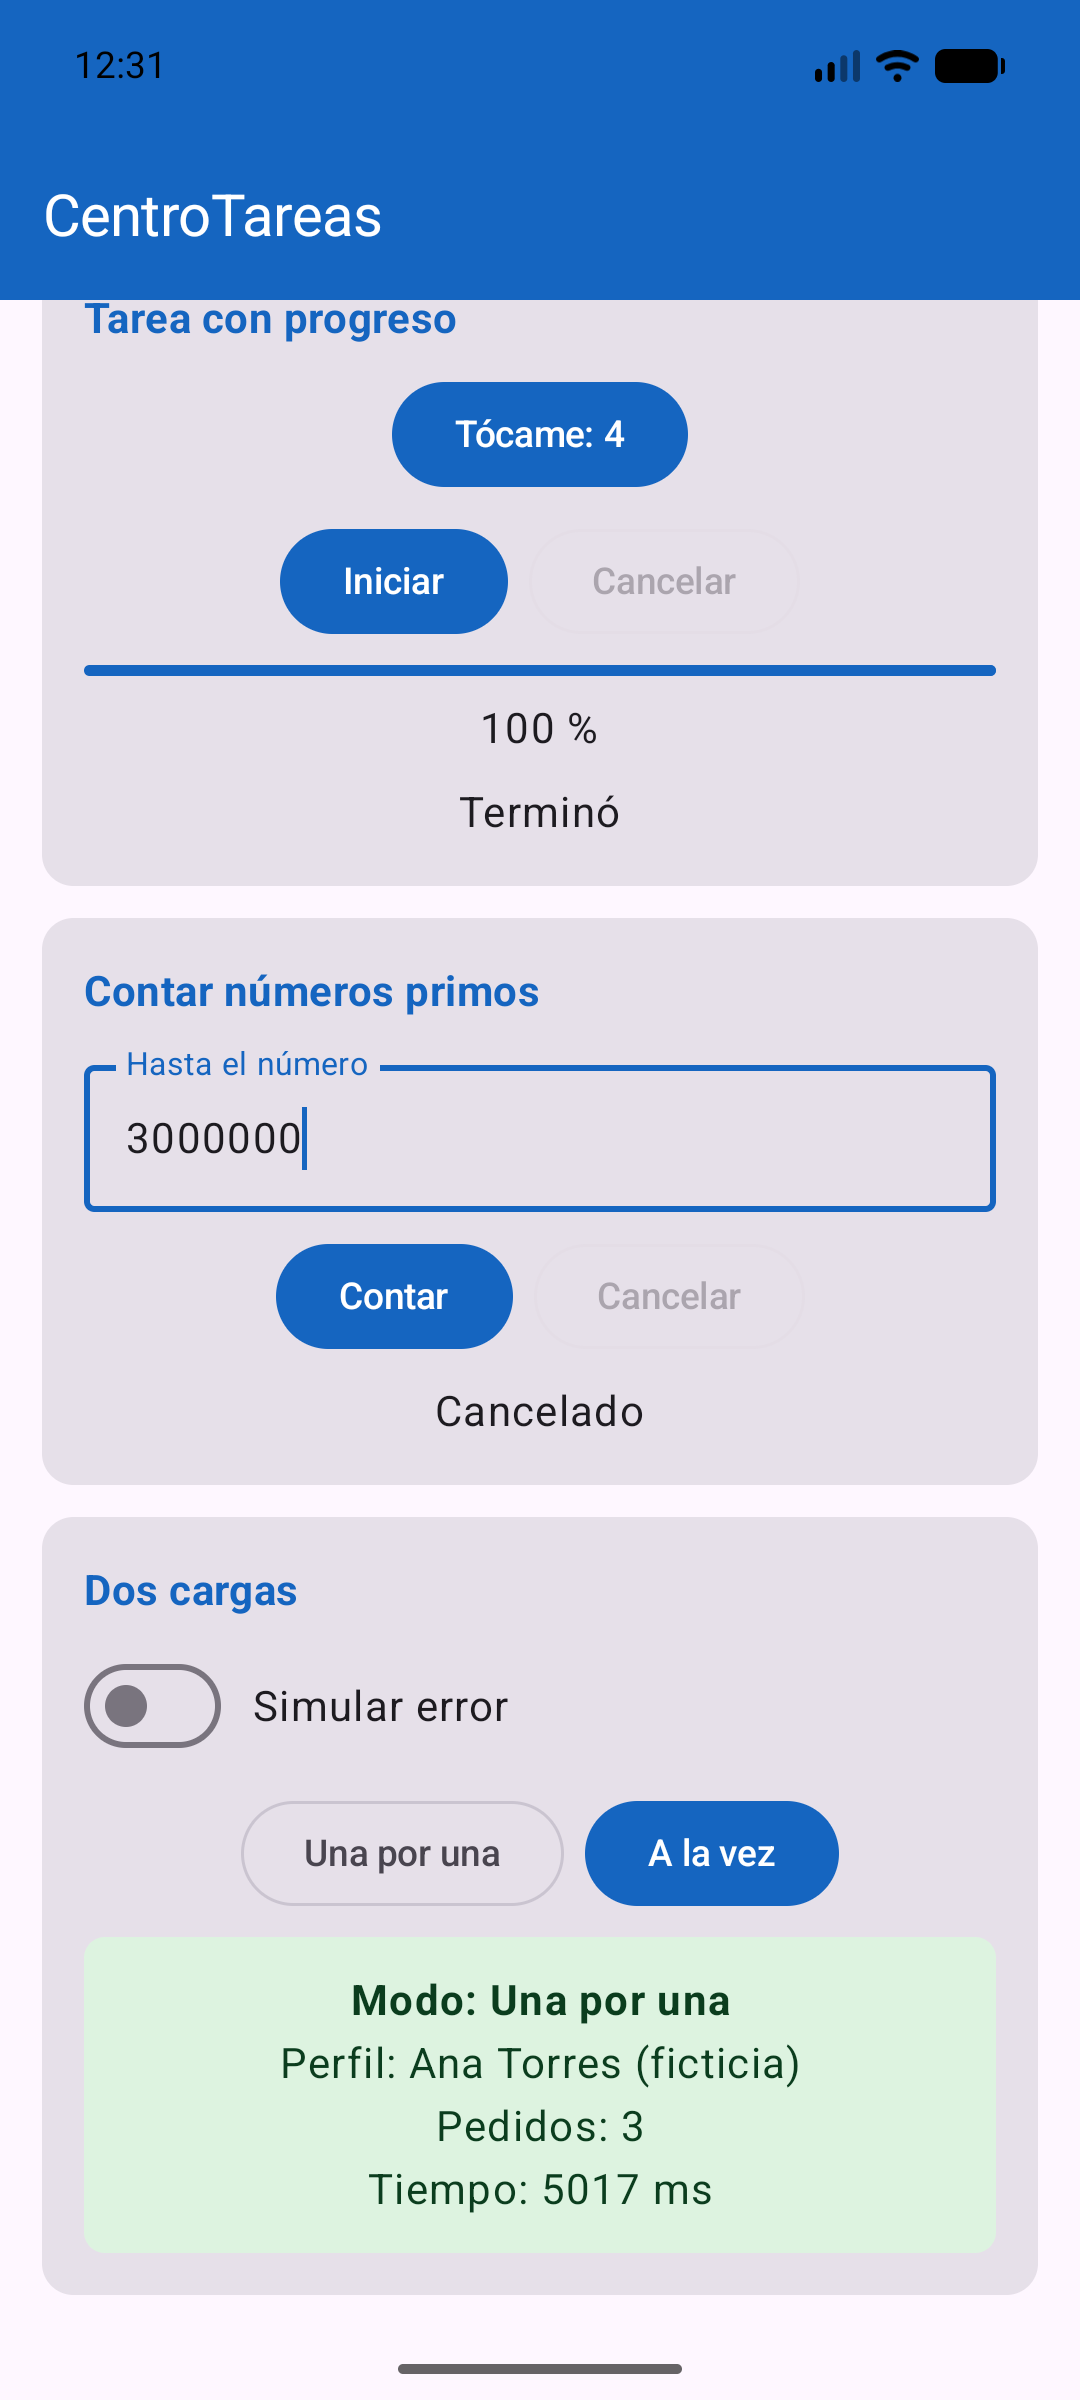 12:31
CentroTareas
Tarea con progreso
Tócame: 4
Iniciar
Cancelar
100 %
Terminó
Contar números primos
Hasta el número
3000000
Contar
Cancelar
Cancelado
Dos cargas
Simular error
Una por una
A la vez
Modo: Una por una
Perfil: Ana Torres (ficticia)
Pedidos: 3
Tiempo: 5017 ms